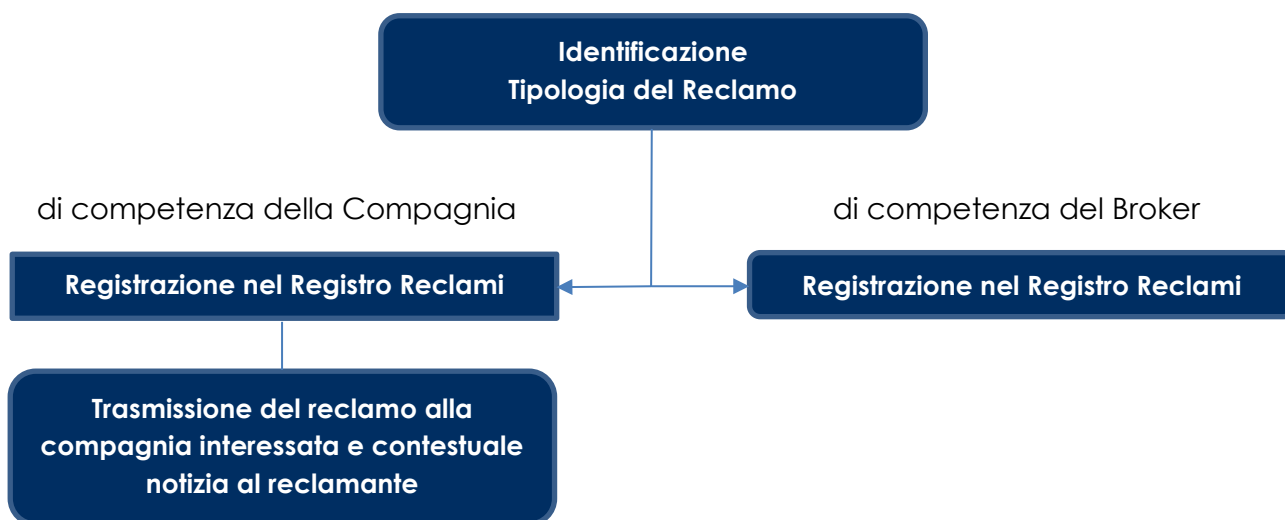 Identificazione
Tipologia del Reclamo
di competenza della Compagnia
di competenza del Broker
Registrazione nel Registro Reclami
Registrazione nel Registro Reclami
Trasmissione del reclamo alla
compagnia interessata e contestuale
notizia al reclamante